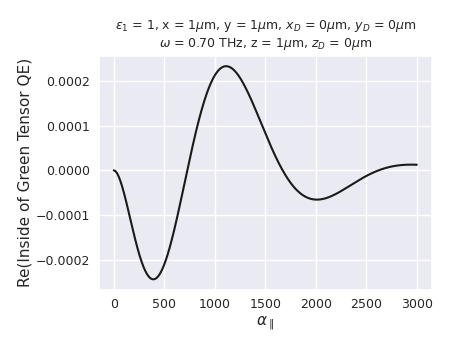 ε₁ = 1, x = 1μm, y = 1μm, x_D = 0μm, y_D = 0μm
ω = 0.70 THz, z = 1μm, z_D = 0μm
Re(Inside of Green Tensor QE)
0.0002
0.0001
0.0000
−0.0001
−0.0002
0 500 1000 1500 2000 2500 3000
α_∥